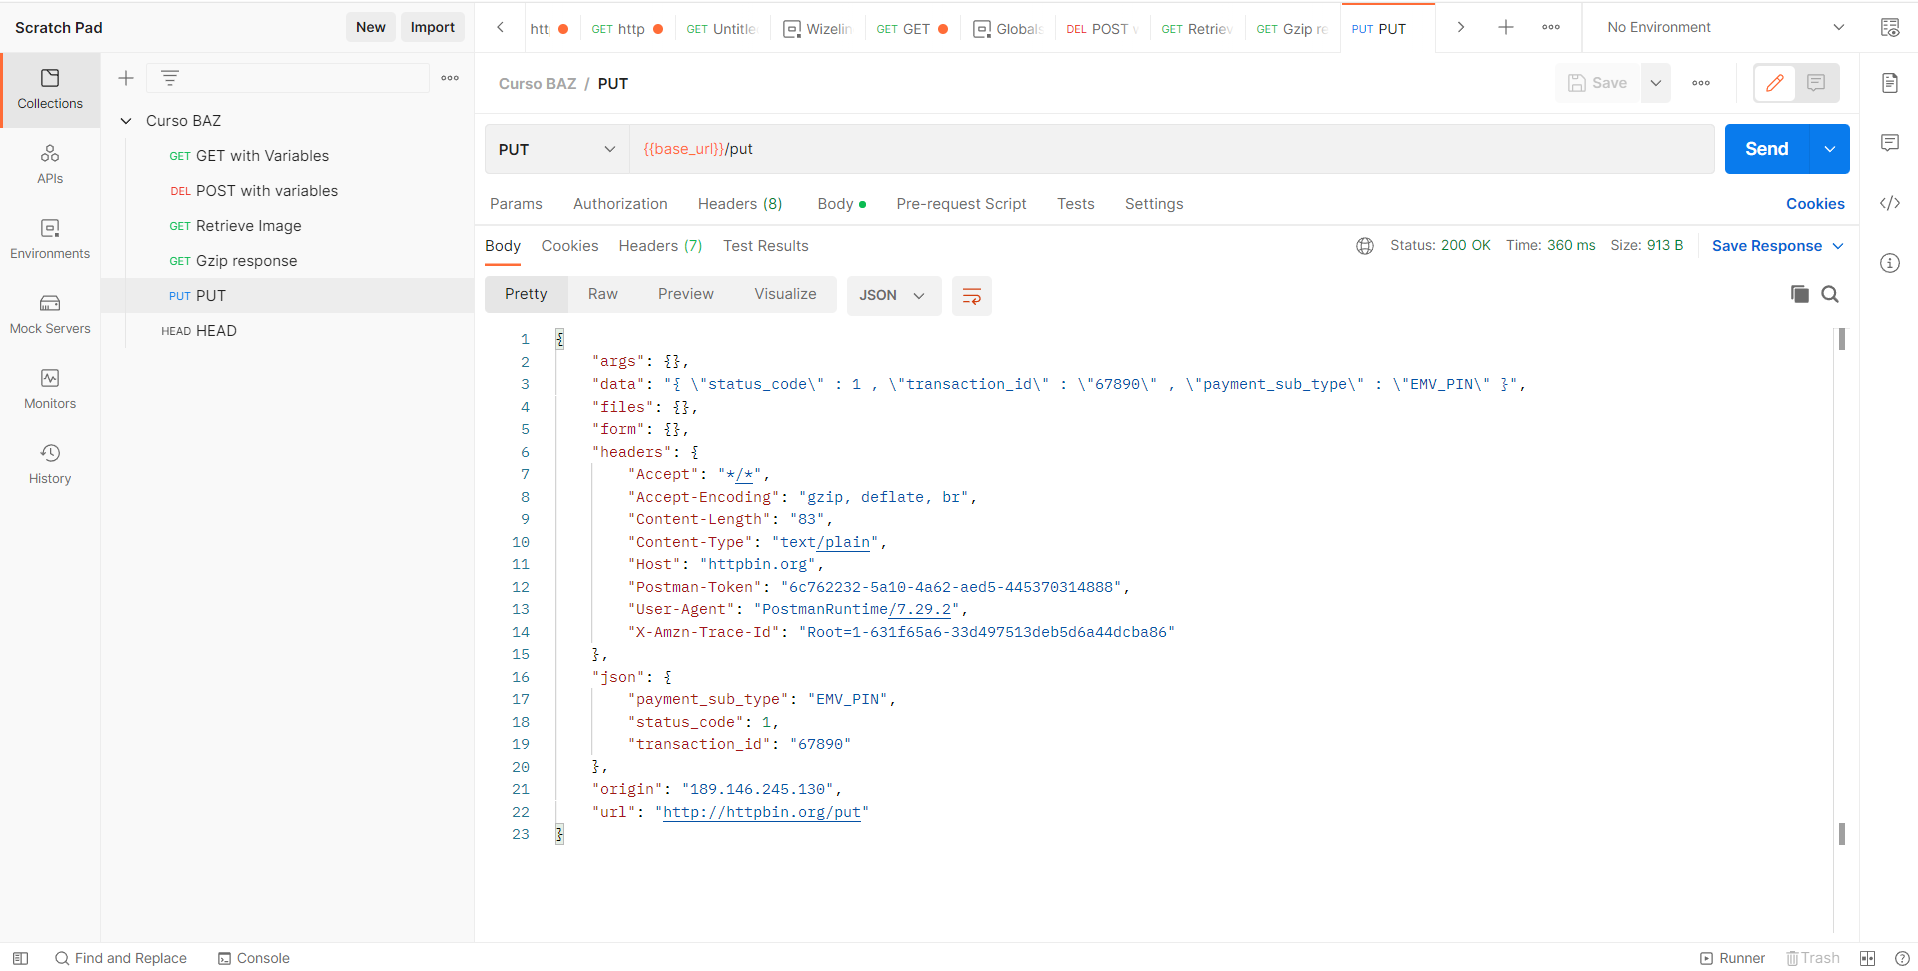 Scratch Pad
New
Import
htt
GET http
GET Untitle
Wizelin
GET GET
Globals
DEL POST
GET Retriev
GET Gzip re
PUT PUT
No Environment
Collections
APIs
Environments
Mock Servers
Monitors
History
Curso BAZ
GET GET with Variables
DEL POST with variables
GET Retrieve Image
GET Gzip response
PUT PUT
HEAD HEAD
Curso BAZ / PUT
Save
PUT
{{base_url}}/put
Send
Params Authorization Headers (8) Body Pre-request Script Tests Settings Cookies
Body Cookies Headers (7) Test Results
Status: 200 OK Time: 360 ms Size: 913 B Save Response
Pretty Raw Preview Visualize JSON
1 {
2 "args": {},
3 "data": "{ \"status_code\" : 1 , \"transaction_id\" : \"67890\" , \"payment_sub_type\" : \"EMV_PIN\" }",
4 "files": {},
5 "form": {},
6 "headers": {
7 "Accept": "*/*",
8 "Accept-Encoding": "gzip, deflate, br",
9 "Content-Length": "83",
10 "Content-Type": "text/plain",
11 "Host": "httpbin.org",
12 "Postman-Token": "6c762232-5a10-4a62-aed5-445370314888",
13 "User-Agent": "PostmanRuntime/7.29.2",
14 "X-Amzn-Trace-Id": "Root=1-631f65a6-33d497513deb5d6a44dcba86"
15 },
16 "json": {
17 "payment_sub_type": "EMV_PIN",
18 "status_code": 1,
19 "transaction_id": "67890"
20 },
21 "origin": "189.146.245.130",
22 "url": "http://httpbin.org/put"
23 }
Find and Replace
Console
Runner
Trash